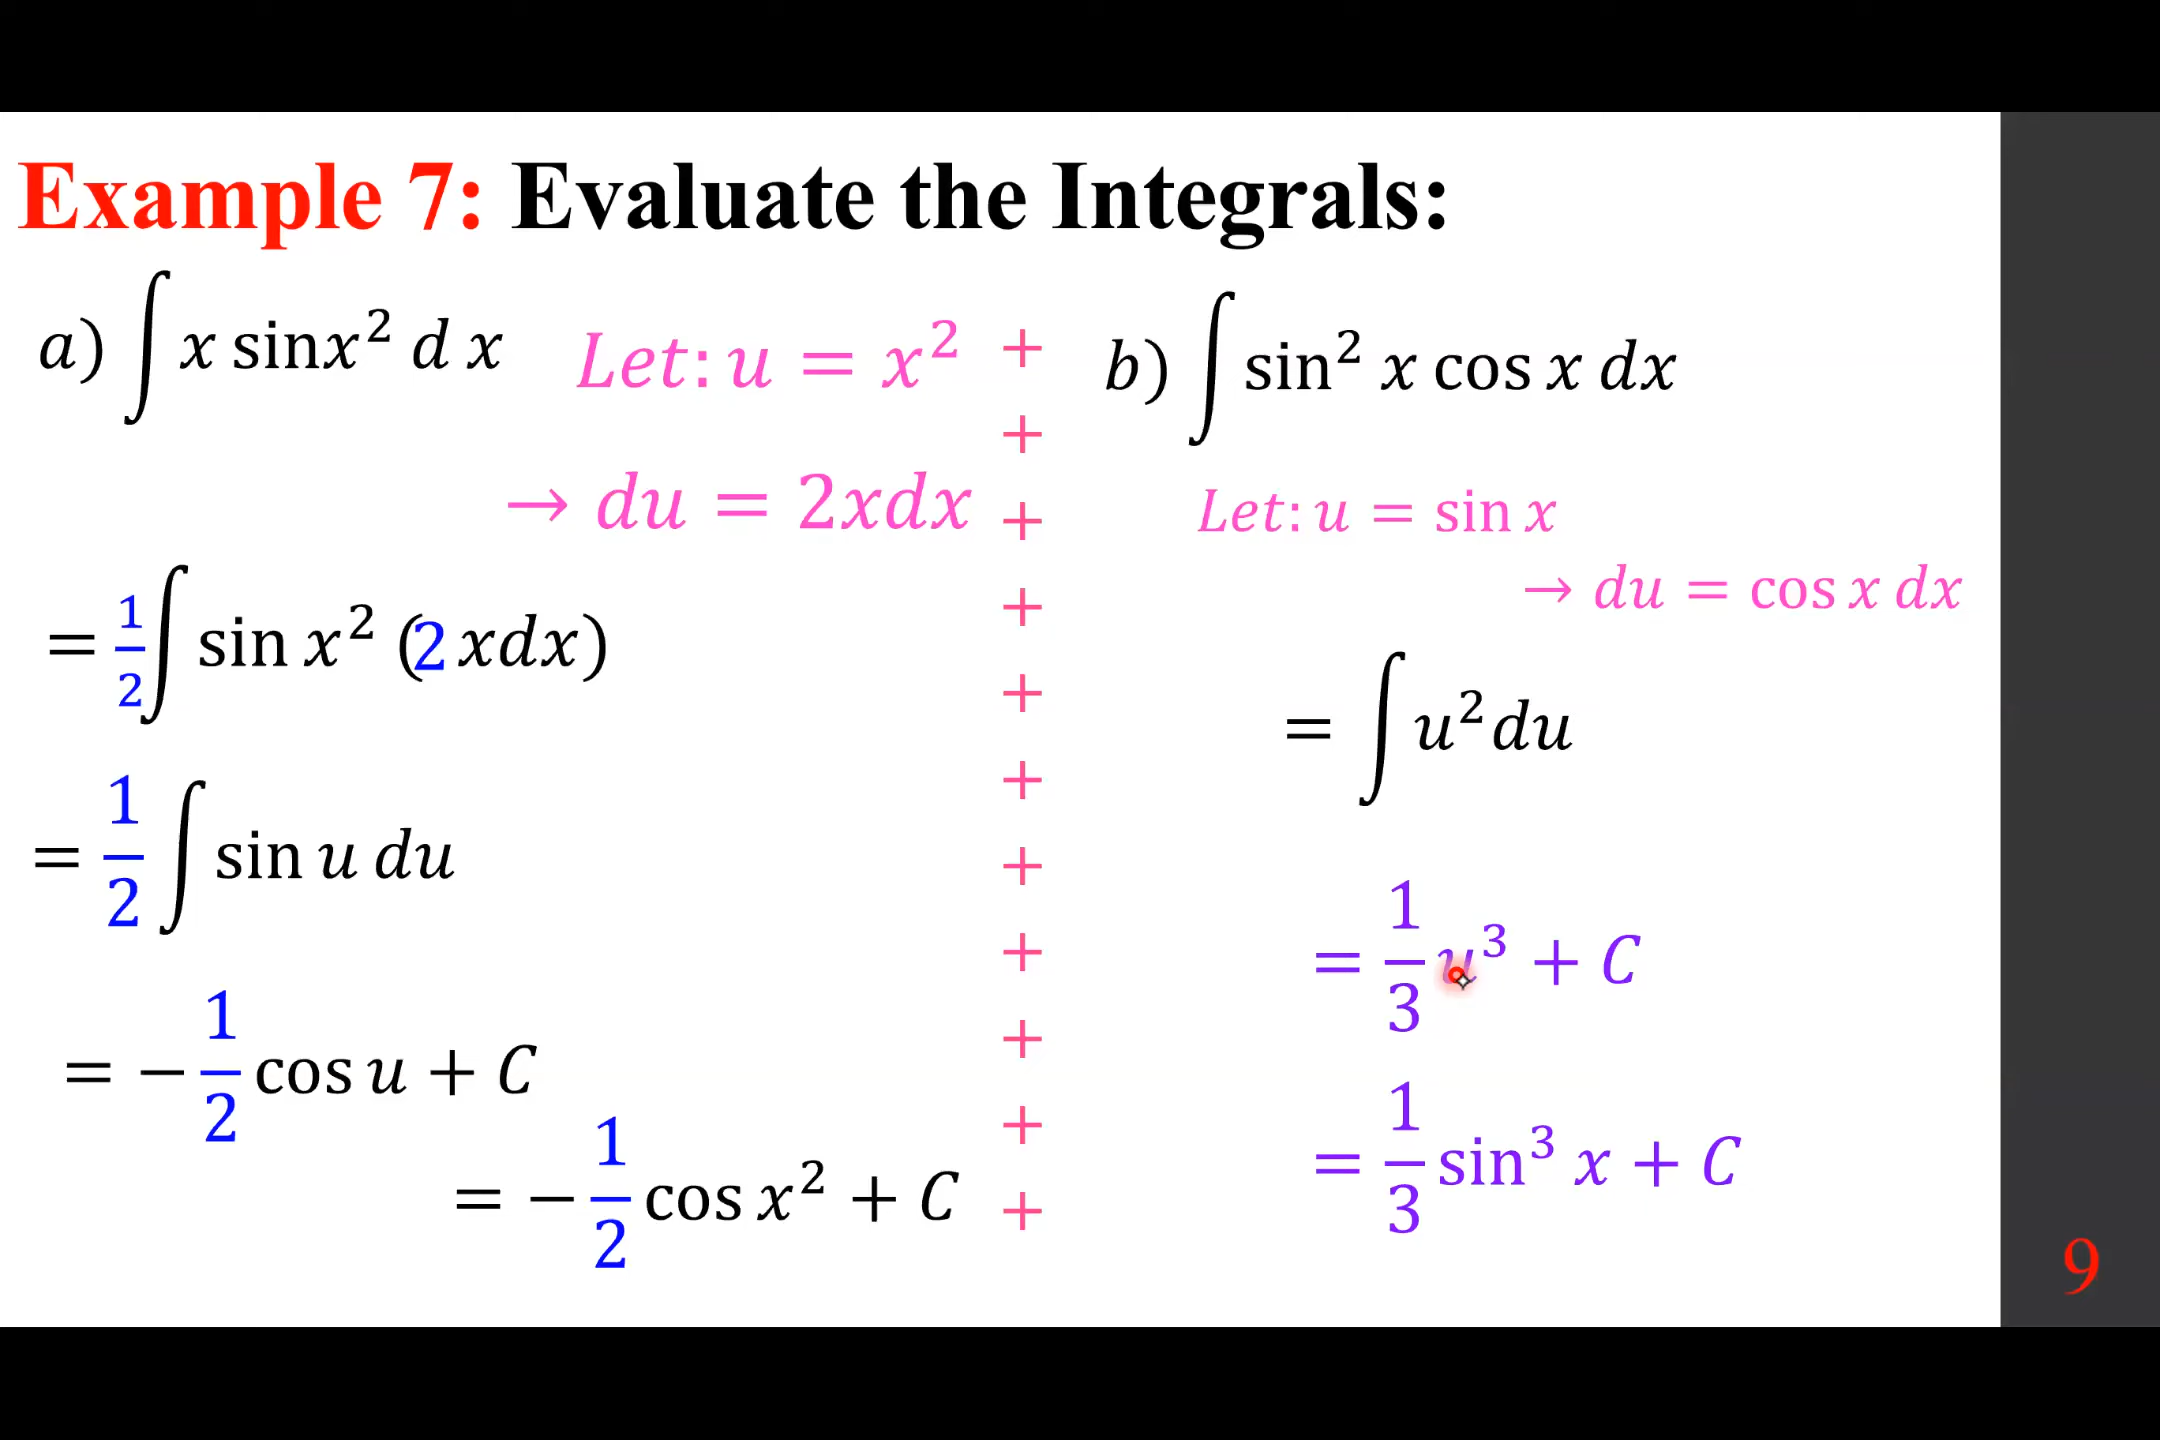 Example 7: Evaluate the Integrals:
a) ∫ x sinx² d x
Let: u = x²
→ du = 2xdx
= 1/2 ∫ sin x² (2 xdx)
= 1/2 ∫ sin u du
= − 1/2 cos u + C
= − 1/2 cos x² + C
+
+
+
+
+
+
+
+
+
+
+
b) ∫ sin² x cos x dx
Let: u = sin x
→ du = cos x dx
= ∫ u² du
= 1/3 u³ + C
= 1/3 sin³ x + C
9